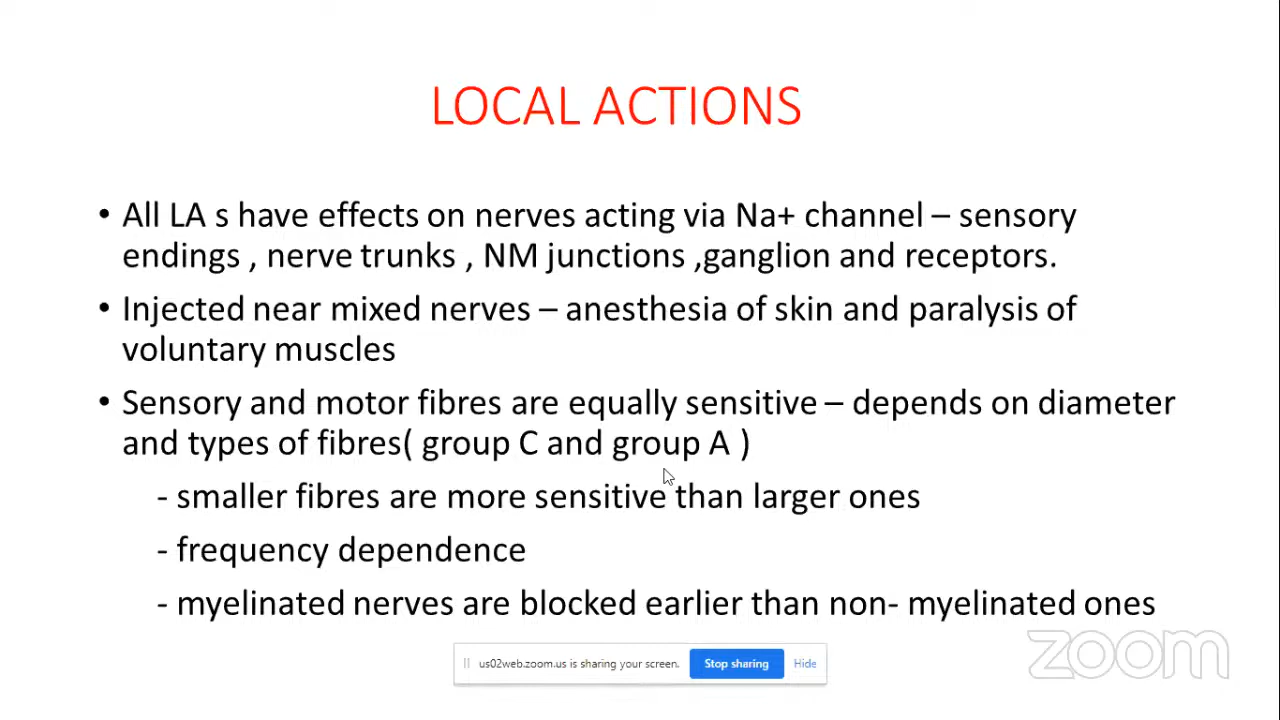 LOCAL ACTIONS
• All LA s have effects on nerves acting via Na+ channel – sensory
endings , nerve trunks , NM junctions ,ganglion and receptors.
• Injected near mixed nerves – anesthesia of skin and paralysis of
voluntary muscles
• Sensory and motor fibres are equally sensitive – depends on diameter
and types of fibres( group C and group A )
- smaller fibres are more sensitive than larger ones
- frequency dependence
- myelinated nerves are blocked earlier than non- myelinated ones
us02web.zoom.us is sharing your screen. Stop sharing Hide
zoom